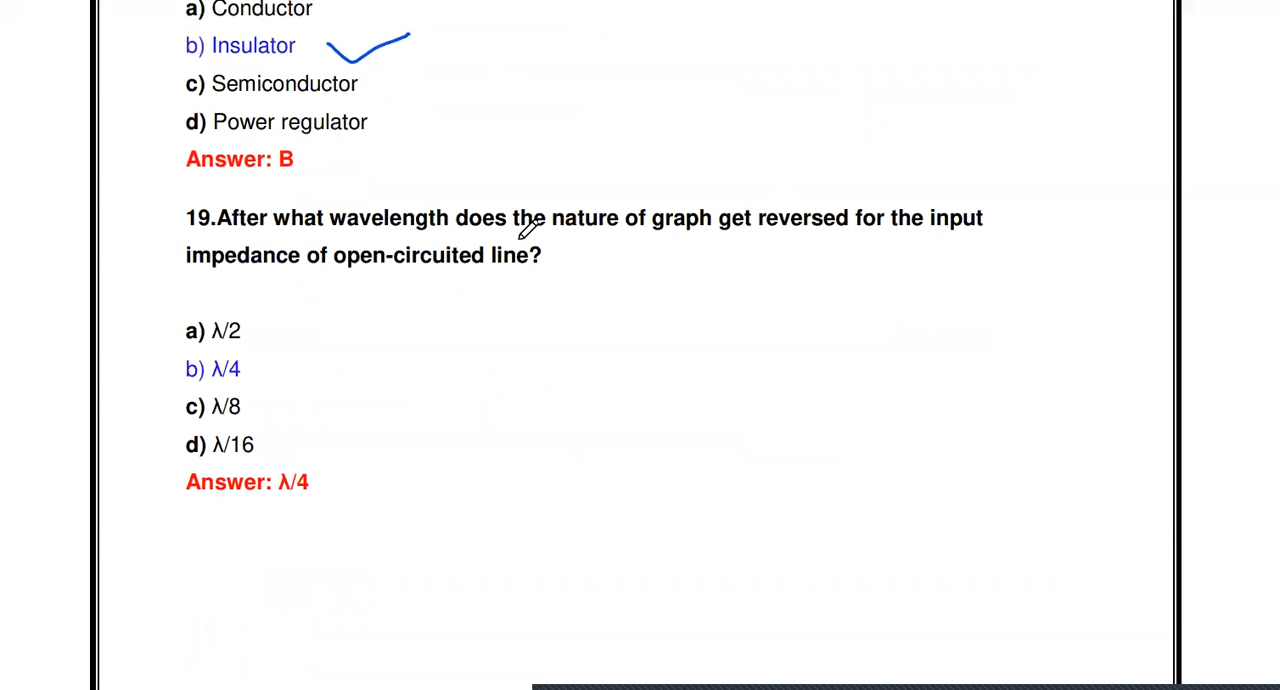 a) Conductor
b) Insulator
c) Semiconductor
d) Power regulator
Answer: B
19.After what wavelength does the nature of graph get reversed for the input
impedance of open-circuited line?
a) λ/2
b) λ/4
c) λ/8
d) λ/16
Answer: λ/4